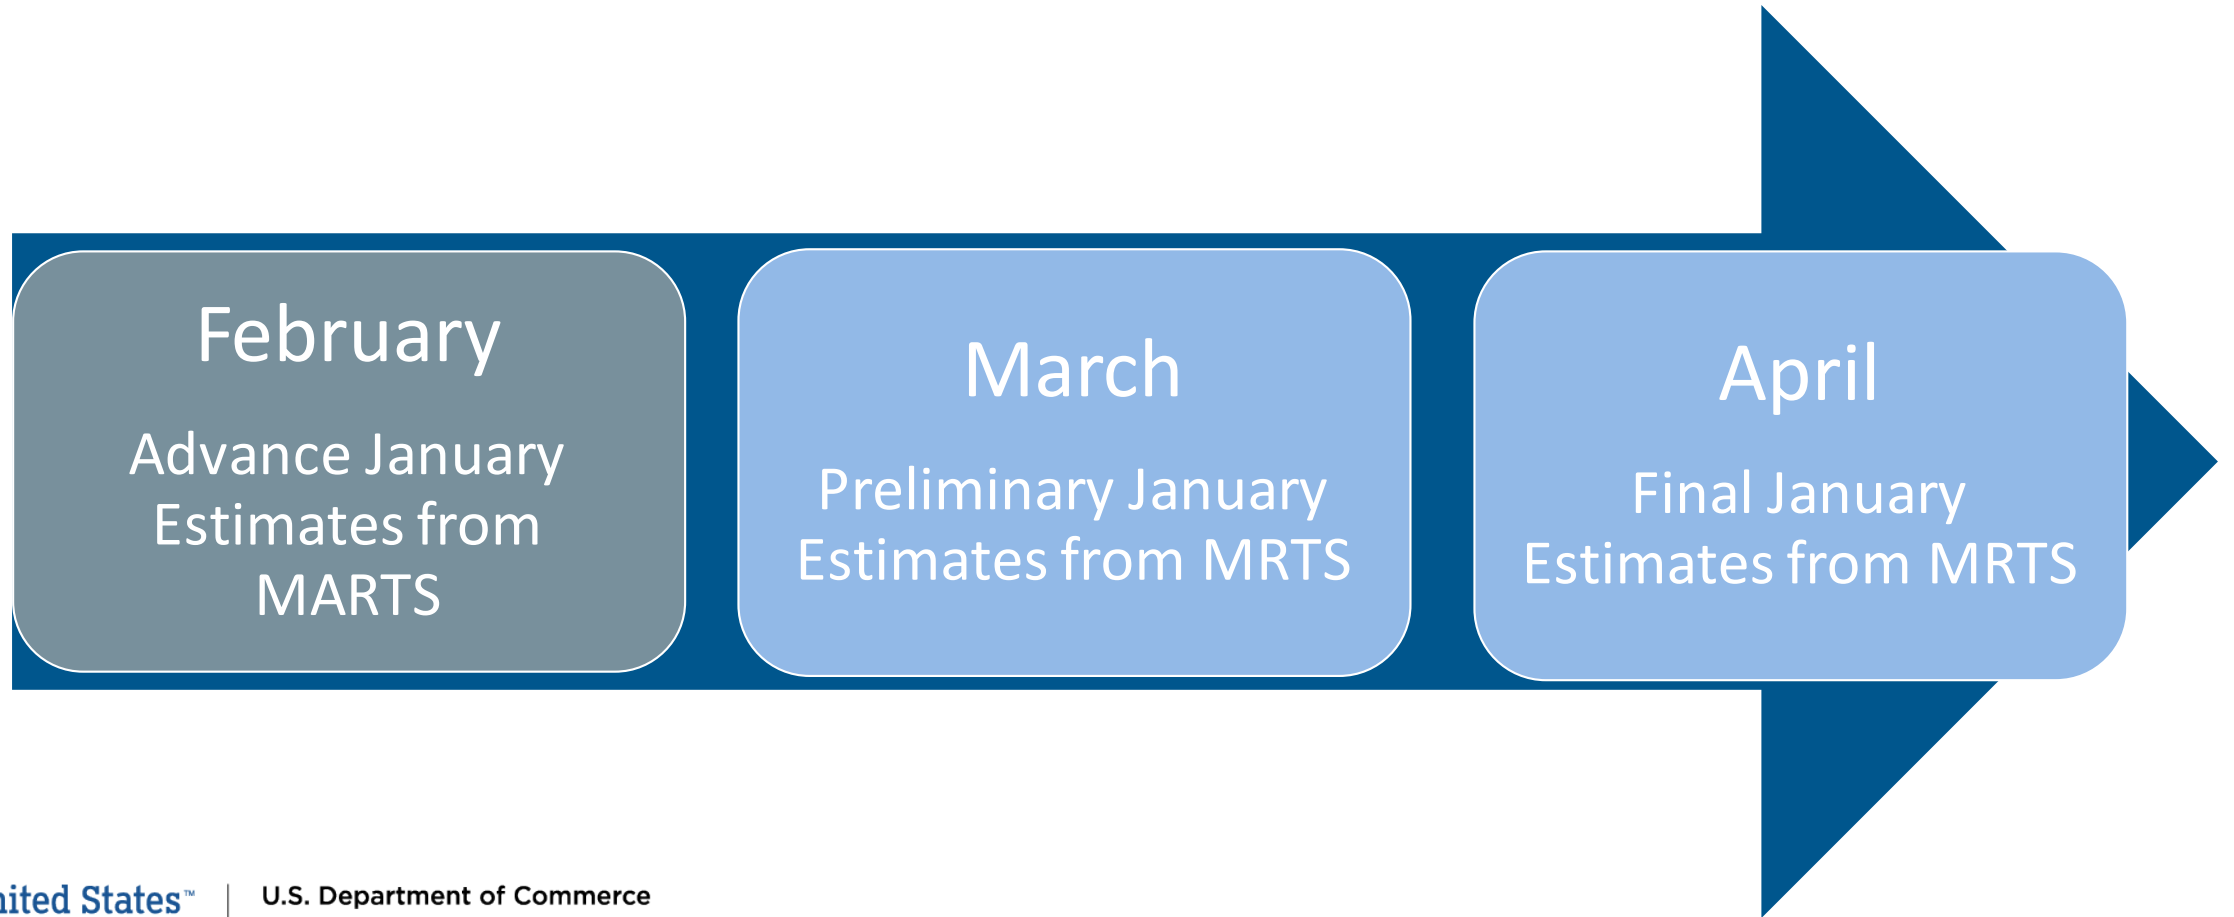 February
Advance January
Estimates from
MARTS
March
Preliminary January
Estimates from MRTS
April
Final January
Estimates from MRTS
States™
U.S. Department of Commerce